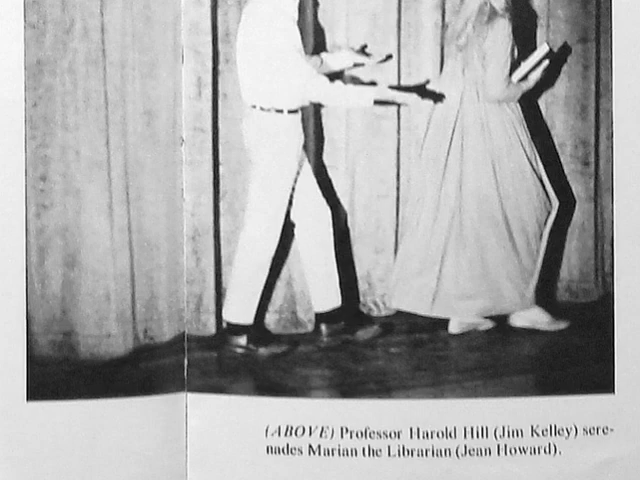 (ABOVE) Professor Harold Hill (Jim Kelley) sere-
nades Marian the Librarian (Jean Howard).